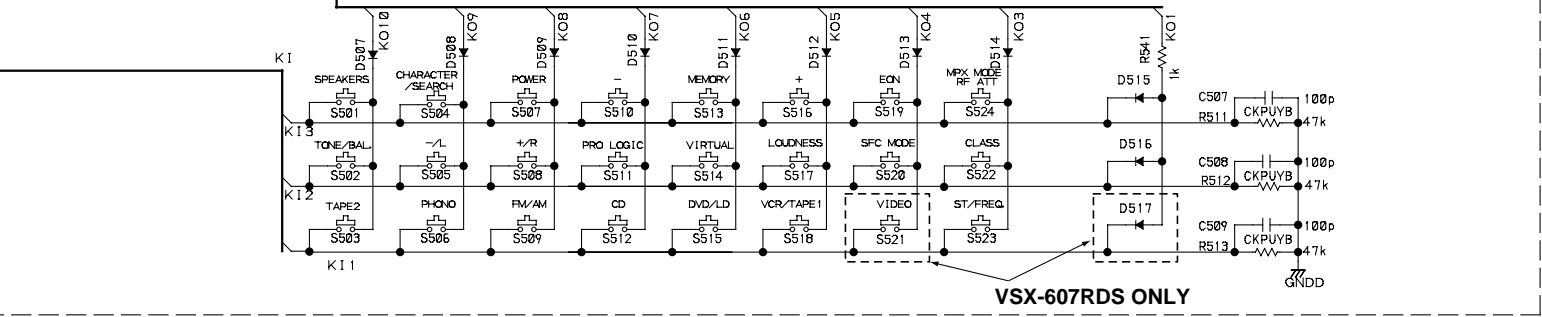 KO10 KO9 KO8 KO7 KO6 KO5 KO4 KO3 KO1
D507 D508 D509 D510 D511 D512 D513 D514 R541
1k
KI
SPEAKERS CHARACTER /SEARCH POWER - MEMORY + EON MPX MODE RF ATT D515
S501 S504 S507 S510 S513 S516 S519 S524
C507 100p
R511 CKPUYB 47k
KI3
TONE/BAL. -/L +/R PRO LOGIC VIRTUAL LOUDNESS SFC MODE CLASS D516
S502 S505 S508 S511 S514 S517 S520 S522
C508 100p
R512 CKPUYB 47k
KI2
TAPE2 PHONO FM/AM CD DVD/LD VCR/TAPE1 VIDEO ST/FREQ. D517
S503 S506 S509 S512 S515 S518 S521 S523
C509 100p
R513 CKPUYB 47k
KI1
GNDD
VSX-607RDS ONLY